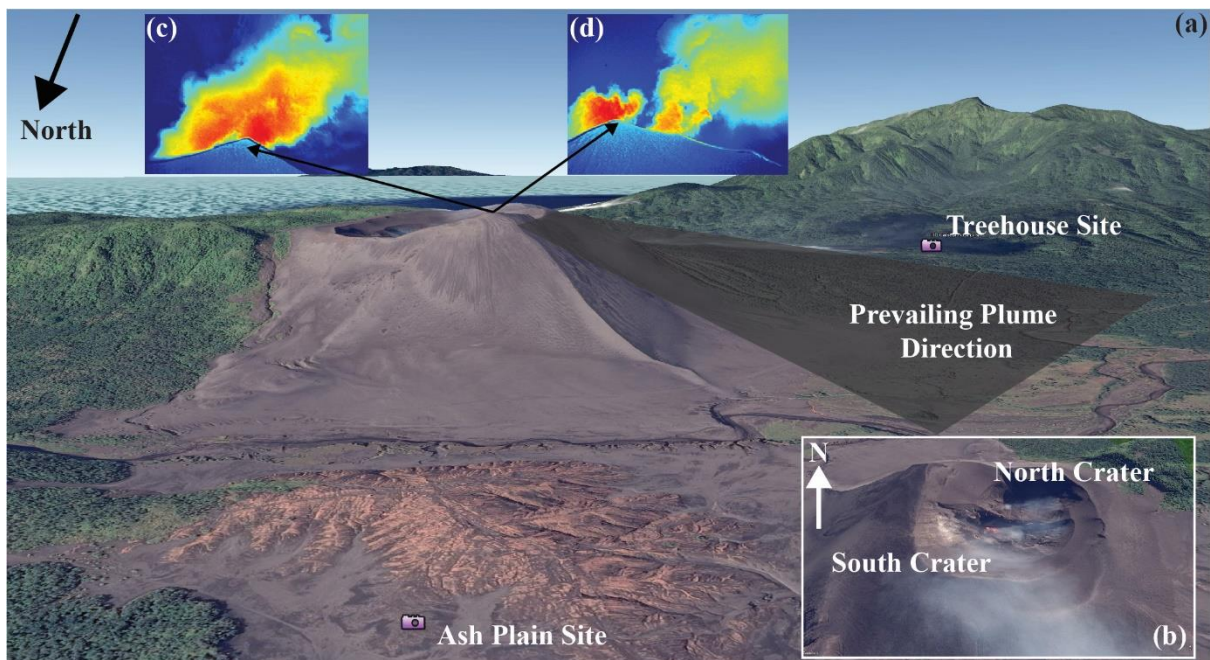 (c)
(d)
(a)
North
Treehouse Site
Prevailing Plume
Direction
N
North Crater
South Crater
Ash Plain Site
(b)